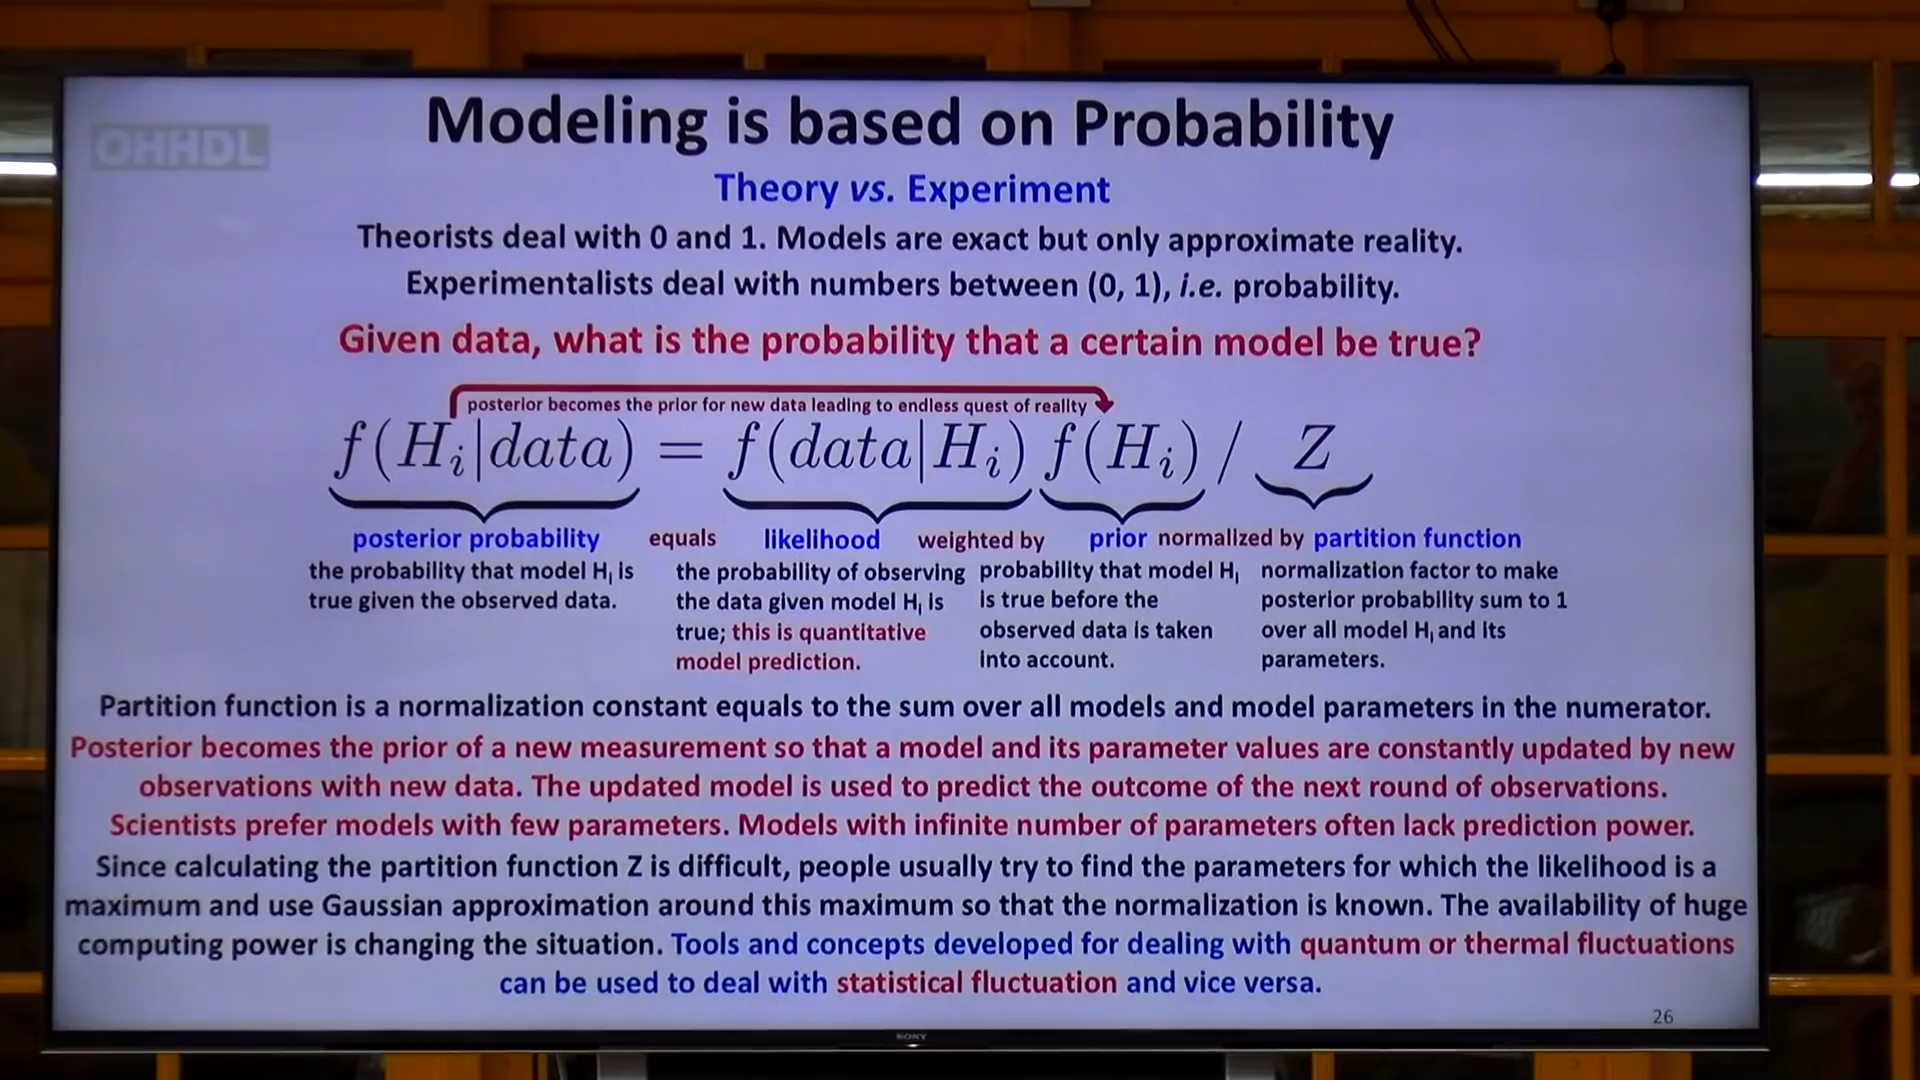 OHHDL
Modeling is based on Probability
Theory vs. Experiment
Theorists deal with 0 and 1. Models are exact but only approximate reality.
Experimentalists deal with numbers between (0, 1), i.e. probability.
Given data, what is the probability that a certain model be true?
posterior becomes the prior for new data leading to endless quest of reality
f(H_i|data) = f(data|H_i) f(H_i) / Z
posterior probability equals likelihood weighted by prior normalized by partition function
the probability that model H_i is
true given the observed data.
the probability of observing
the data given model H_i is
true; this is quantitative
model prediction.
probability that model H_i
is true before the
observed data is taken
into account.
normalization factor to make
posterior probability sum to 1
over all model H_i and its
parameters.
Partition function is a normalization constant equals to the sum over all models and model parameters in the numerator.
Posterior becomes the prior of a new measurement so that a model and its parameter values are constantly updated by new
observations with new data. The updated model is used to predict the outcome of the next round of observations.
Scientists prefer models with few parameters. Models with infinite number of parameters often lack prediction power.
Since calculating the partition function Z is difficult, people usually try to find the parameters for which the likelihood is a
maximum and use Gaussian approximation around this maximum so that the normalization is known. The availability of huge
computing power is changing the situation. Tools and concepts developed for dealing with quantum or thermal fluctuations
can be used to deal with statistical fluctuation and vice versa.
26
SONY